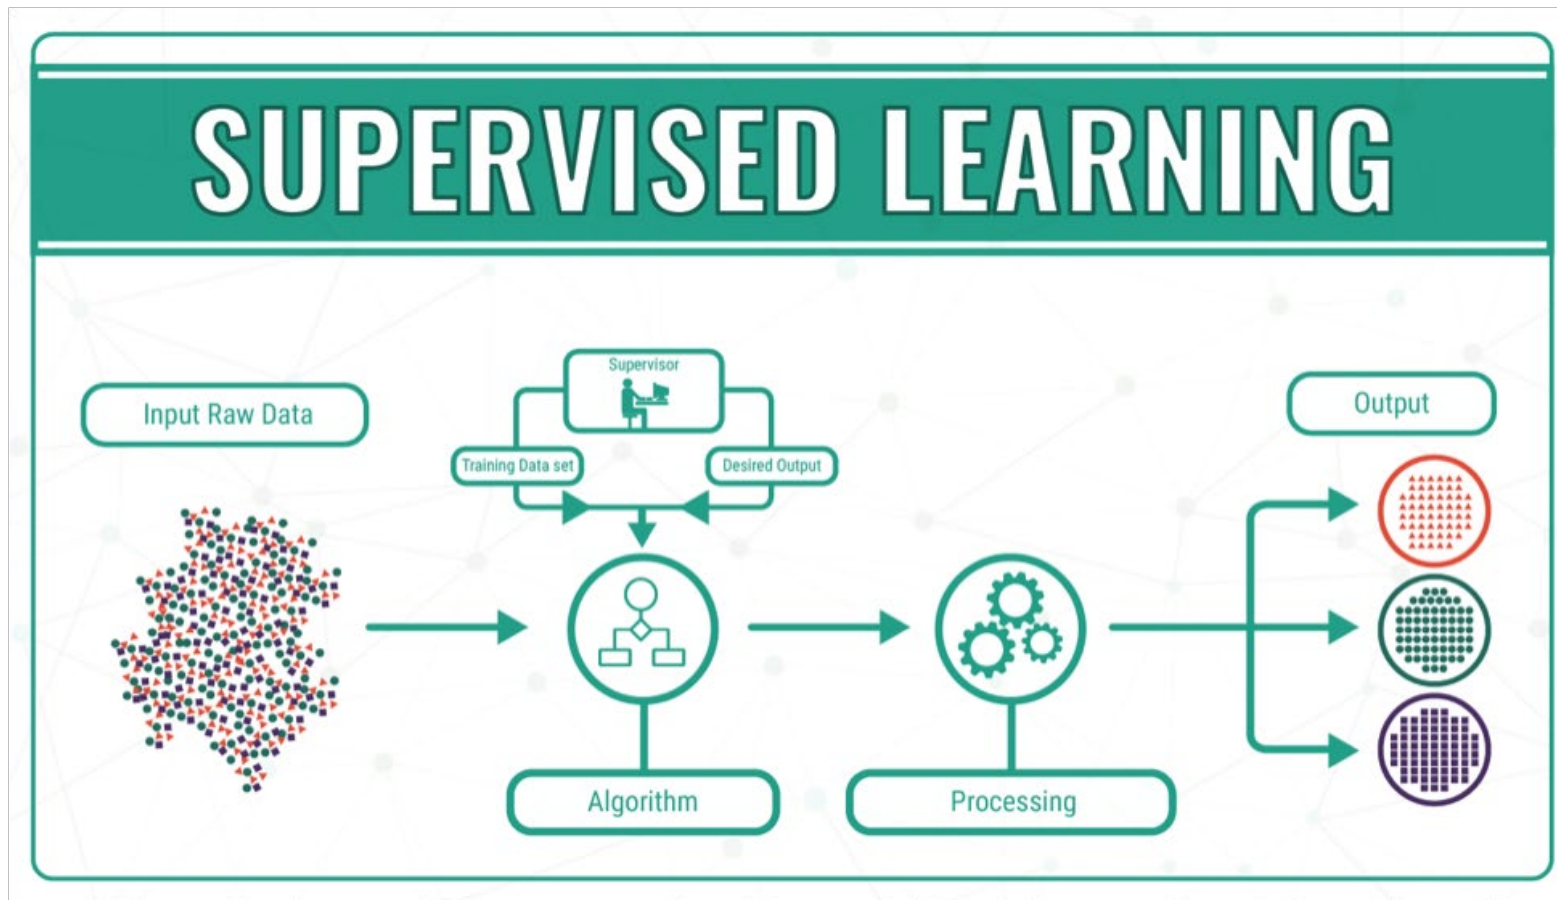 SUPERVISED LEARNING
Supervisor
Input Raw Data
Training Data set
Desired Output
Output
Algorithm
Processing